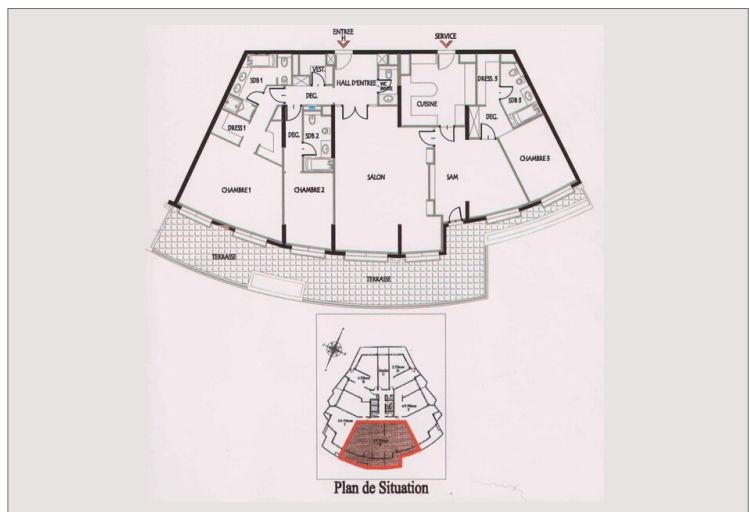 ENTREE
H
SERVICE
SDB 1
VEST.
HALL D'ENTREE
WC
DEG.
CUISINE
DRESS. 3
SDB 3
DRESS 1
DEG.
SDB 2
DEG.
CHAMBRE 1
CHAMBRE 2
SALON
SAM
CHAMBRE 3
TERRASSE
TERRASSE
Plan de Situation